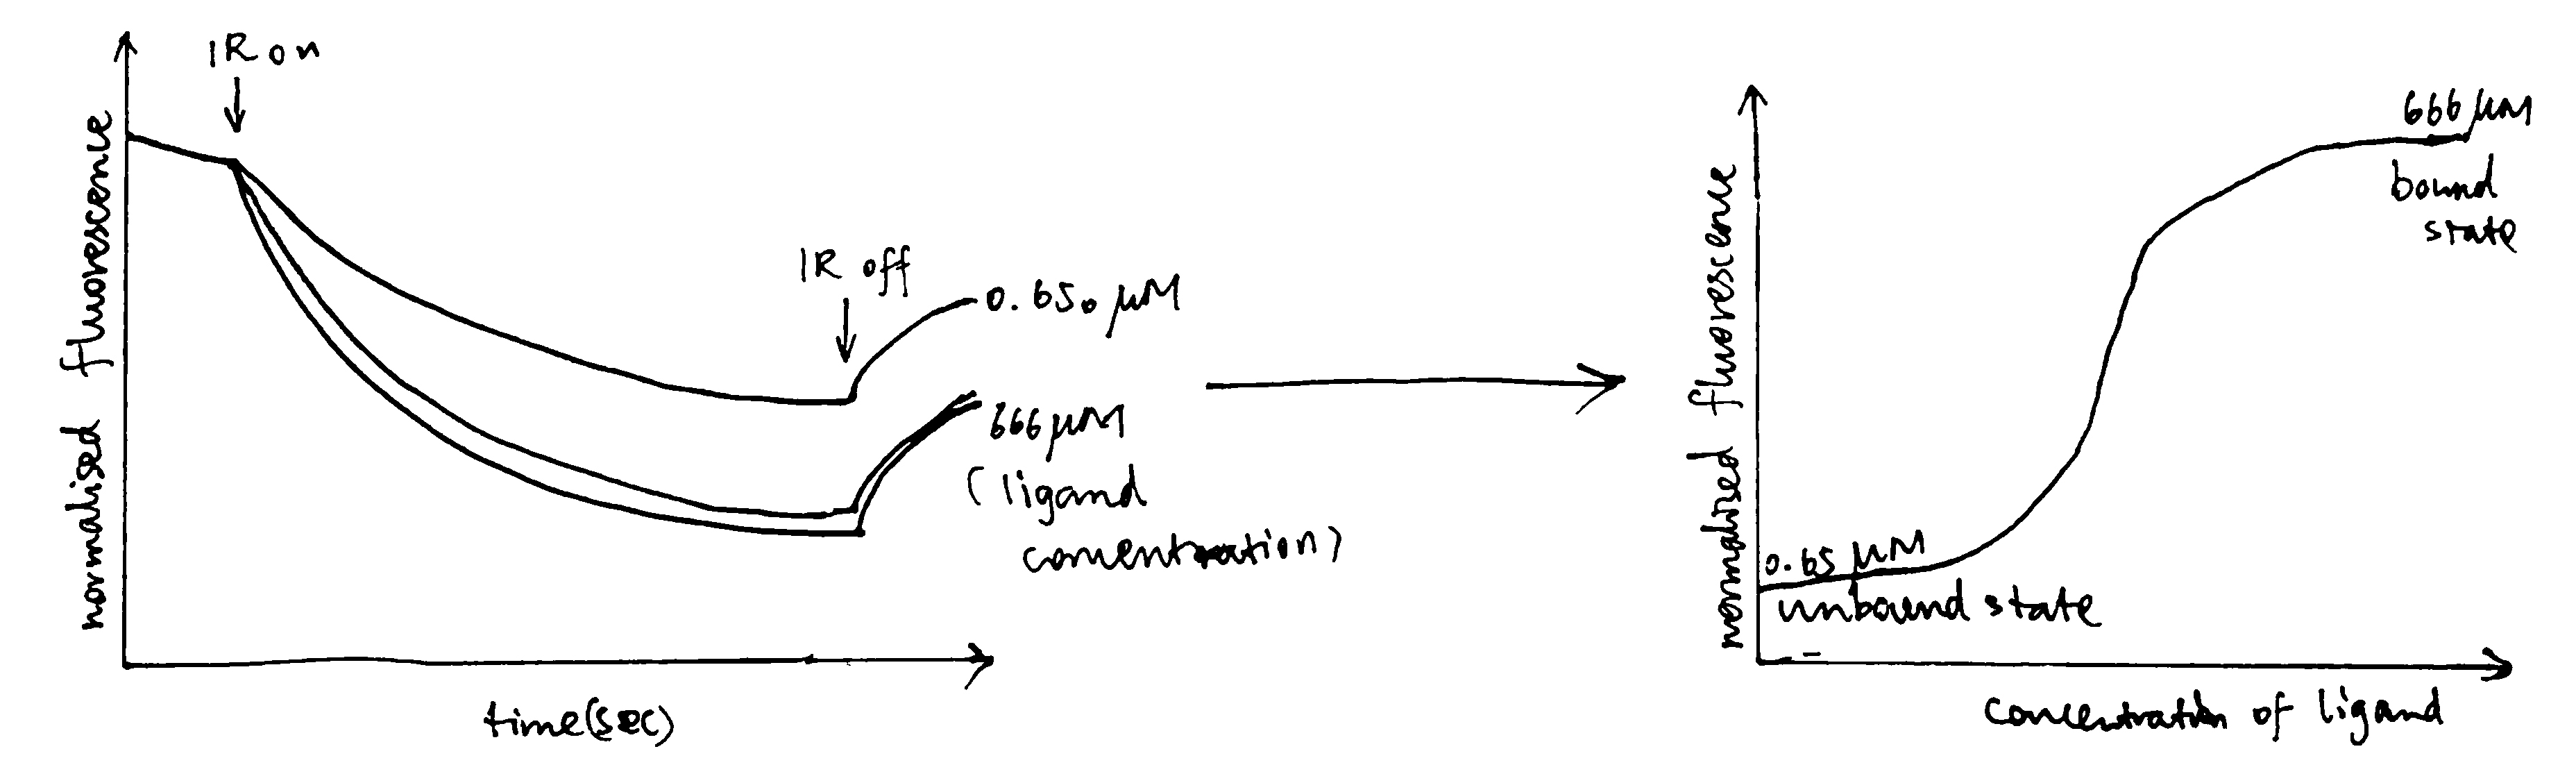 IR on
normalised fluorescence
IR off
0.650 μM
666 μM
(ligand
concentration)
time(sec)
normalised fluorescence
666 μM
bound
state
0.65 μM
unbound state
concentration of ligand